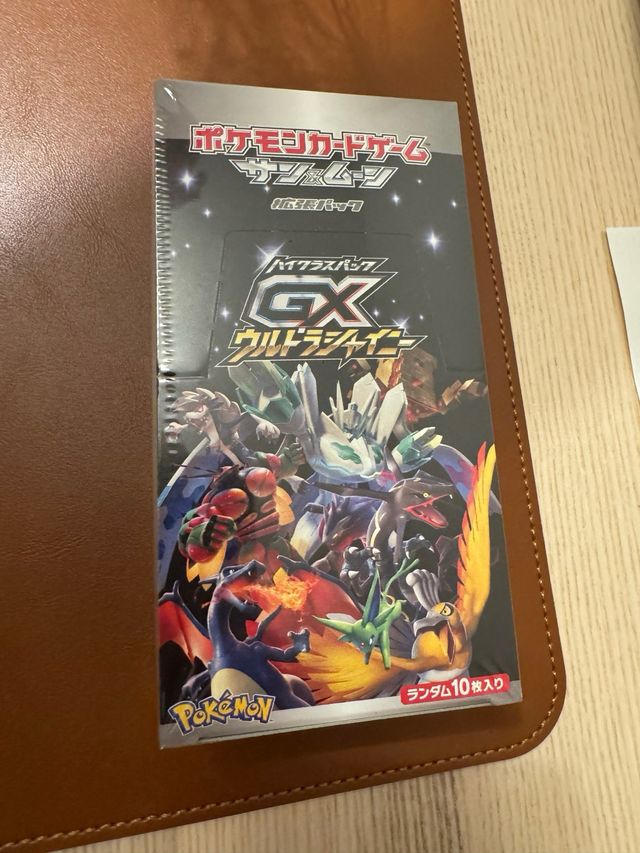 ポケモンカードゲーム
サン&ムーン
拡張パック
ハイクラスパック
GX
ウルトラシャイニー
POKéMON
ランダム10枚入り